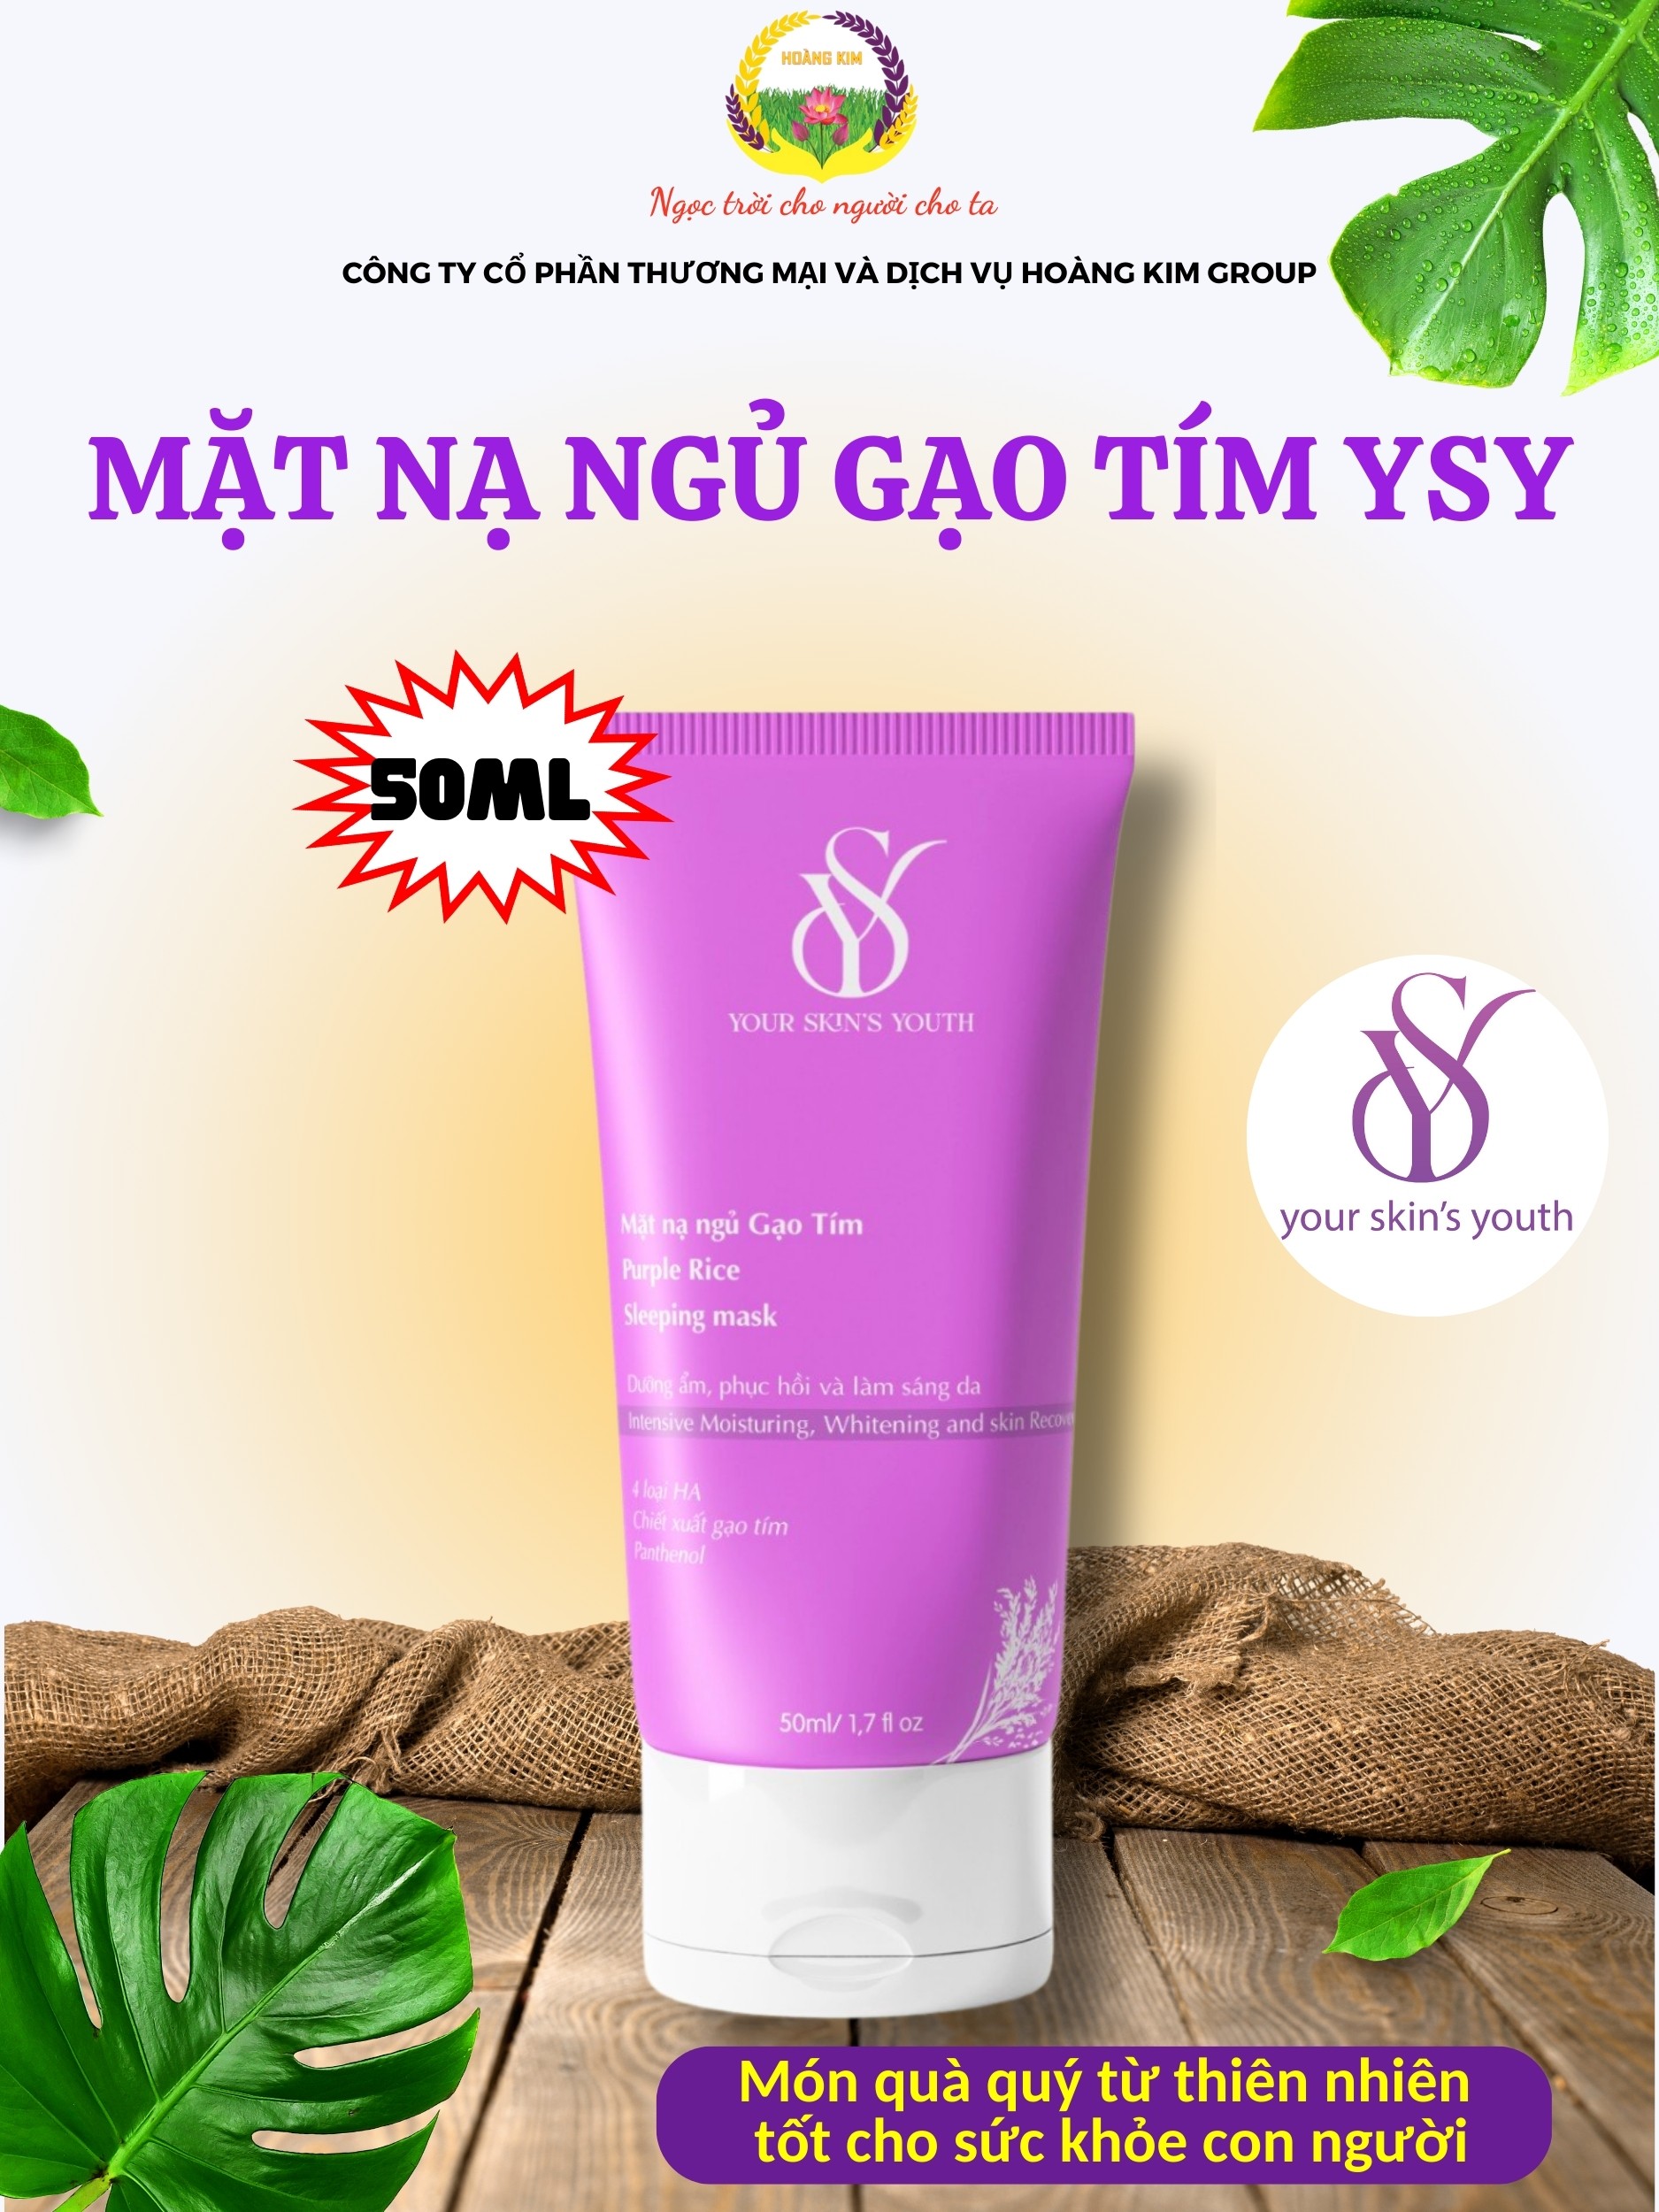 HOÀNG KIM
Ngọc trời cho người cho ta
CÔNG TY CỔ PHẦN THƯƠNG MẠI VÀ DỊCH VỤ HOÀNG KIM GROUP
MẶT NẠ NGỦ GẠO TÍM YSY
50ML
YSY
YOUR SKIN'S YOUTH
YSY
your skin's youth
Mặt nạ ngủ Gạo Tím
Purple Rice
Sleeping mask
Dưỡng ẩm, phục hồi và làm sáng da
Intensive Moisturing, Whitening and skin
4 loại HA
Chiết xuất gạo tím
Panthenol
50ml/ 1,7 fl oz
Món quà quý từ thiên nhiên
tốt cho sức khỏe con người